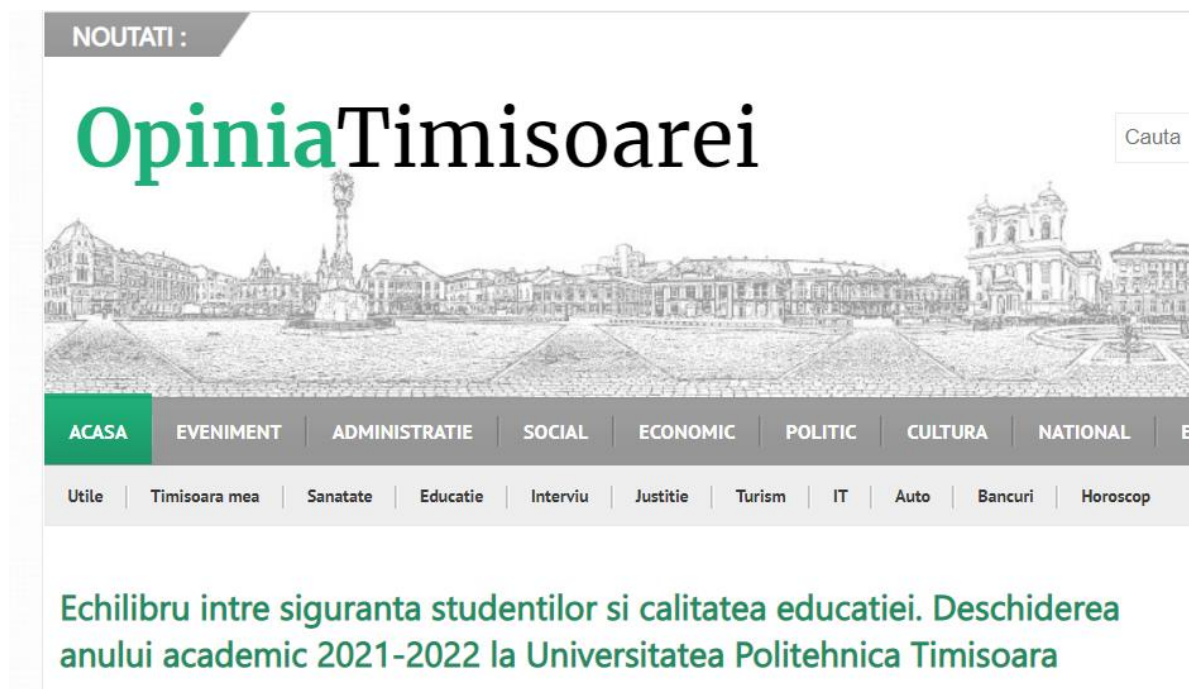 NOUTATI :
OpiniaTimisoarei
Cauta
ACASA EVENIMENT ADMINISTRATIE SOCIAL ECONOMIC POLITIC CULTURA NATIONAL
Utile Timisoara mea Sanatate Educatie Interviu Justitie Turism IT Auto Bancuri Horoscop
Echilibru intre siguranta studentilor si calitatea educatiei. Deschiderea
anului academic 2021-2022 la Universitatea Politehnica Timisoara